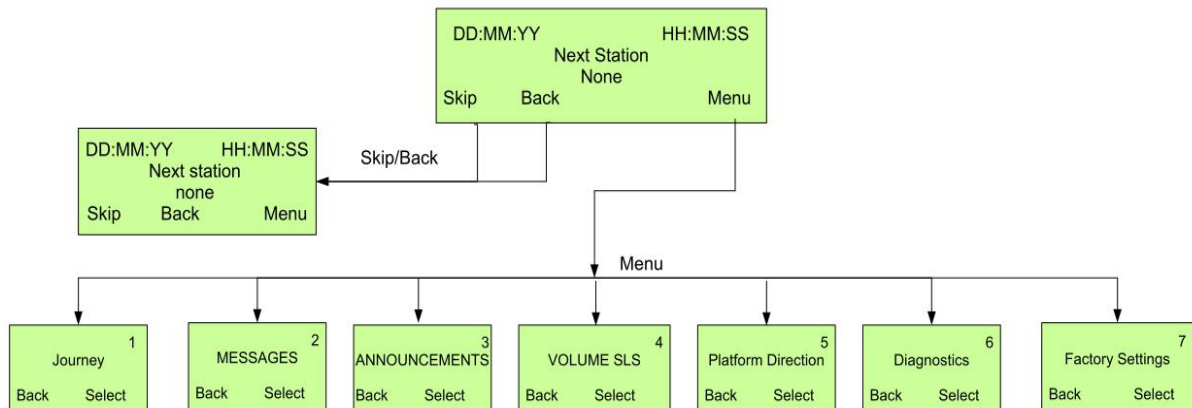 DD:MM:YY HH:MM:SS
Next Station
None
Skip Back Menu
DD:MM:YY HH:MM:SS
Next station
none
Skip Back Menu
Skip/Back
Menu
1
Journey
Back Select
2
MESSAGES
Back Select
3
ANNOUNCEMENTS
Back Select
4
VOLUME SLS
Back Select
5
Platform Direction
Back Select
6
Diagnostics
Back Select
7
Factory Settings
Back Select